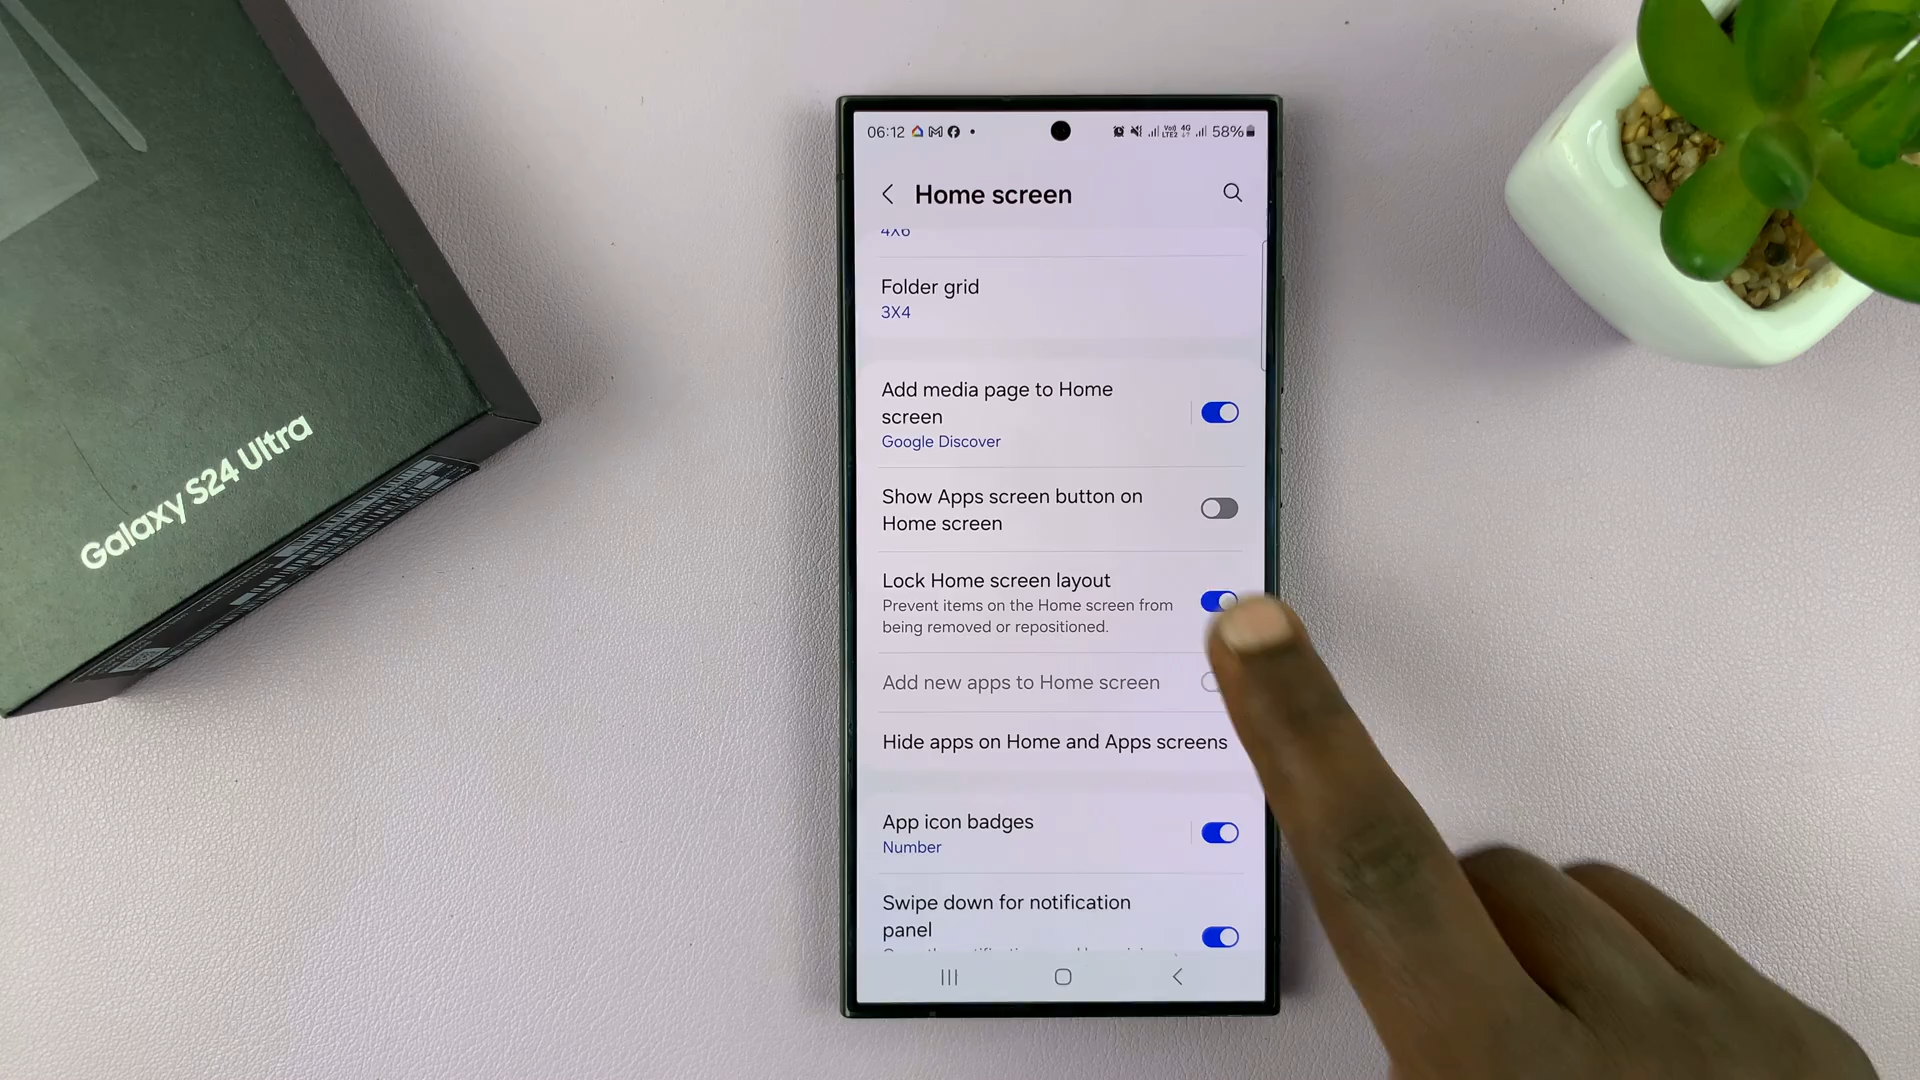 Galaxy S24 Ultra
06:12 58%
Home screen
4X6
Folder grid
3X4
Add media page to Home
screen
Google Discover
Show Apps screen button on
Home screen
Lock Home screen layout
Prevent items on the Home screen from
being removed or repositioned.
Add new apps to Home screen
Hide apps on Home and Apps screens
App icon badges
Number
Swipe down for notification
panel